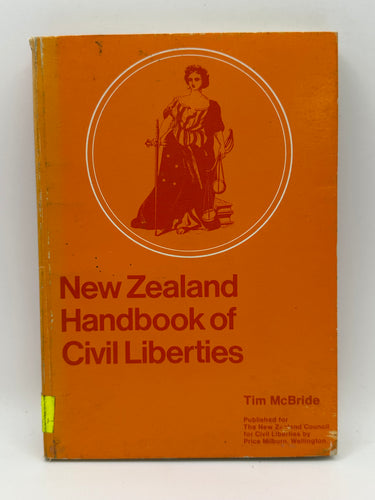 New Zealand
Handbook of
Civil Liberties
Tim McBride
Published for
The New Zealand Council
for Civil Liberties by
Price Milburn, Wellington